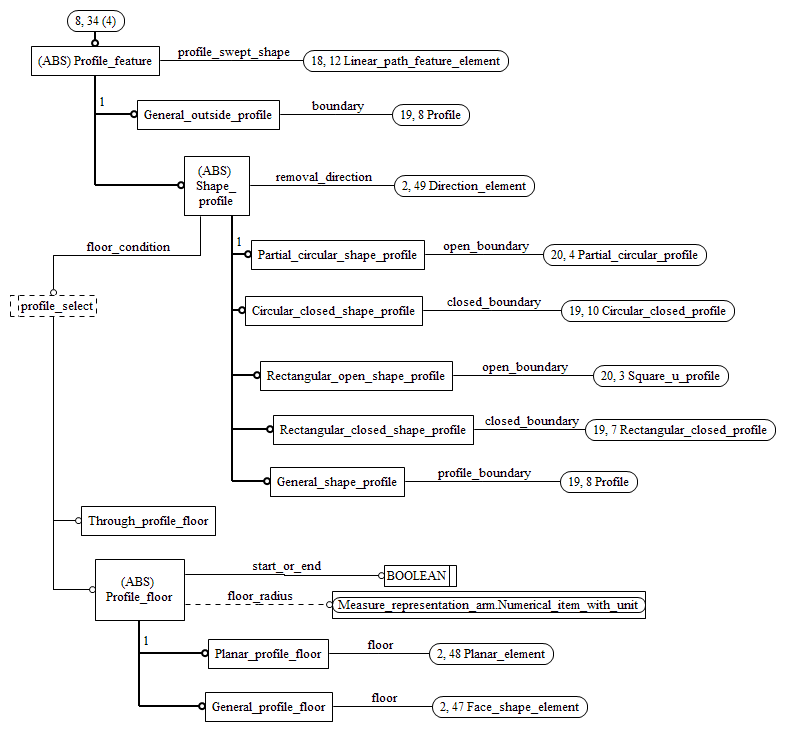 8, 34 (4)
(ABS) Profile_feature
profile_swept_shape
18, 12 Linear_path_feature_element
1
General_outside_profile
boundary
19, 8 Profile
(ABS)
Shape_
profile
removal_direction
2, 49 Direction_element
floor_condition
1
Partial_circular_shape_profile
open_boundary
20, 4 Partial_circular_profile
profile_select
Circular_closed_shape_profile
closed_boundary
19, 10 Circular_closed_profile
Rectangular_open_shape_profile
open_boundary
20, 3 Square_u_profile
Rectangular_closed_shape_profile
closed_boundary
19, 7 Rectangular_closed_profile
General_shape_profile
profile_boundary
19, 8 Profile
Through_profile_floor
(ABS)
Profile_floor
start_or_end
BOOLEAN
floor_radius
Measure_representation_arm.Numerical_item_with_unit
1
Planar_profile_floor
floor
2, 48 Planar_element
General_profile_floor
floor
2, 47 Face_shape_element